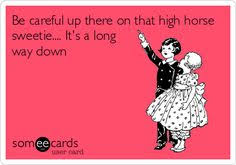 Be careful up there on that high horse
sweetie.... It's a long
way down
someecards
user card